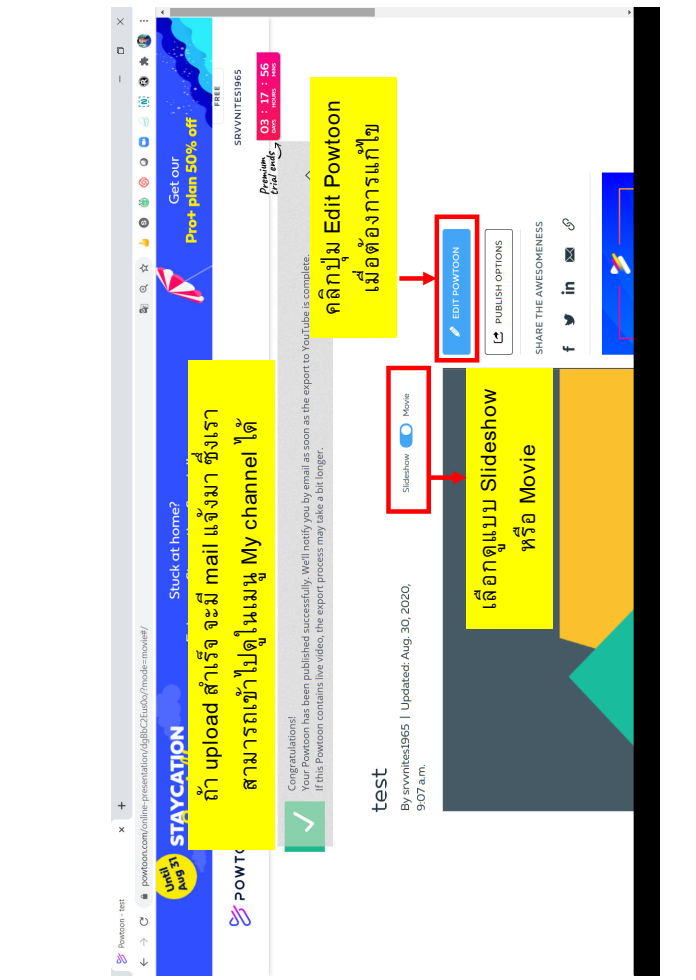 Powtoon - test
powtoon.com/online-presentation/dgBbC2Eus0o/?mode=movie#/
Until
Aug 31
STAYCATION
Stuck at home?
Get our
Pro+ plan 50% off
FREE
POWTO
SRVVNITES1965
Premium
trial ends
03 : 17 : 56
DAYS HOURS MINS
ถ้า upload สำเร็จ จะมี mail แจ้งมา ซึ่งเรา
สามารถเข้าไปดูในเมนู My channel ได้
Congratulations!
Your Powtoon has been published successfully. We'll notify you by email as soon as the export to YouTube is complete.
If this Powtoon contains live video, the export process may take a bit longer.
คลิกปุ่ม Edit Powtoon
เมื่อต้องการแก้ไข
test
By srvvnites1965 | Updated: Aug. 30, 2020,
9:07 a.m.
Slideshow Movie
EDIT POWTOON
PUBLISH OPTIONS
SHARE THE AWESOMENESS
เลือกดูแบบ Slideshow
หรือ Movie